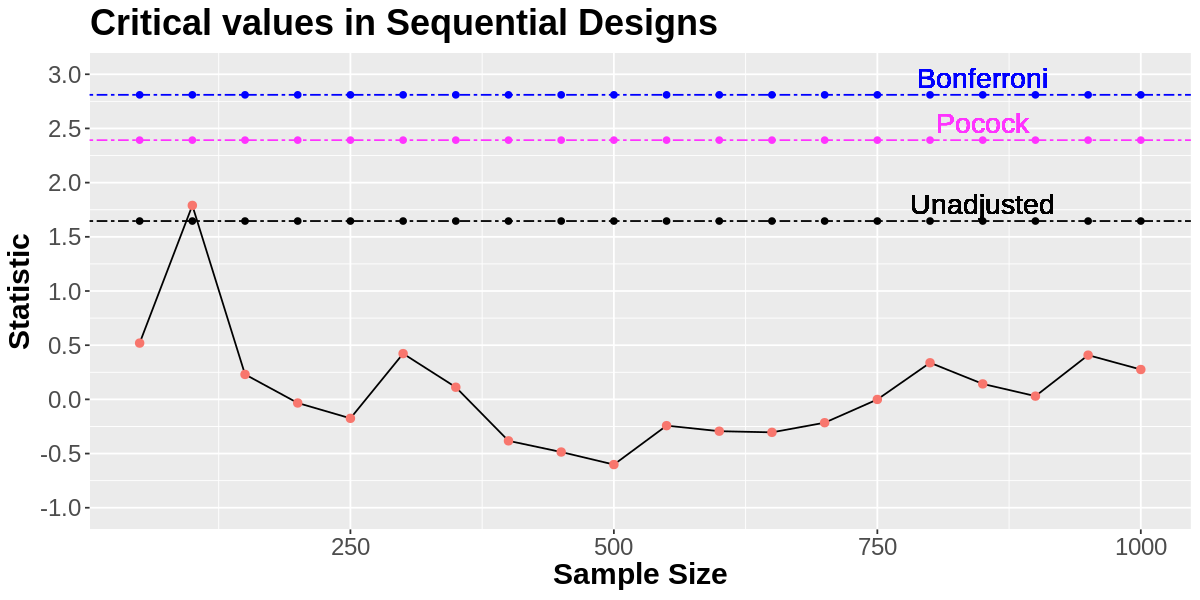 Critical values in Sequential Designs
3.0
2.5
2.0
1.5
1.0
0.5
0.0
-0.5
-1.0
Statistic
Bonferroni
Pocock
Unadjusted
250 500 750 1000
Sample Size